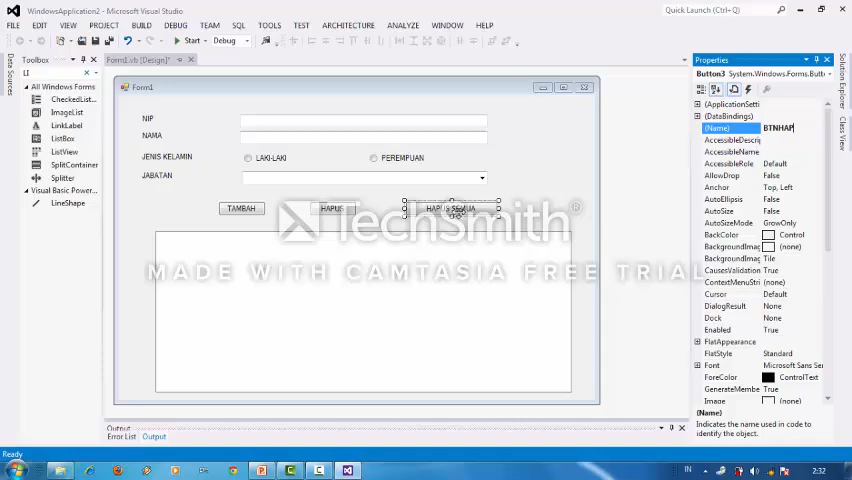 WindowsApplication2 - Microsoft Visual Studio
Quick Launch (Ctrl+Q)
FILE EDIT VIEW PROJECT BUILD DEBUG TEAM SQL TOOLS TEST ARCHITECTURE ANALYZE WINDOW HELP
Start Debug
Data Sources
Toolbox
LI
All Windows Forms
CheckedList...
ImageList
LinkLabel
ListBox
ListView
SplitContainer
Splitter
Visual Basic Power...
LineShape
Form1.vb [Design]*
Form1
NIP
NAMA
JENIS KELAMIN LAKI-LAKI PEREMPUAN
JABATAN
TAMBAH HAPUS HAPUS SEMUA
TechSmith®
MADE WITH CAMTASIA FREE TRIAL
Properties
Button3 System.Windows.Forms.Butt
(ApplicationSetti
(DataBindings)
(Name) BTNHAP
AccessibleDescrip
AccessibleName
AccessibleRole Default
AllowDrop False
Anchor Top, Left
AutoEllipsis False
AutoSize False
AutoSizeMode GrowOnly
BackColor Control
BackgroundImag (none)
BackgroundImag Tile
CausesValidation True
ContextMenuStri (none)
Cursor Default
DialogResult None
Dock None
Enabled True
FlatAppearance
FlatStyle Standard
Font Microsoft Sans Ser
ForeColor ControlText
GenerateMembe True
Image (none)
(Name)
Indicates the name used in code to
identify the object.
Solution Explorer
Class View
Output
Error List Output
Ready
IN 2:32